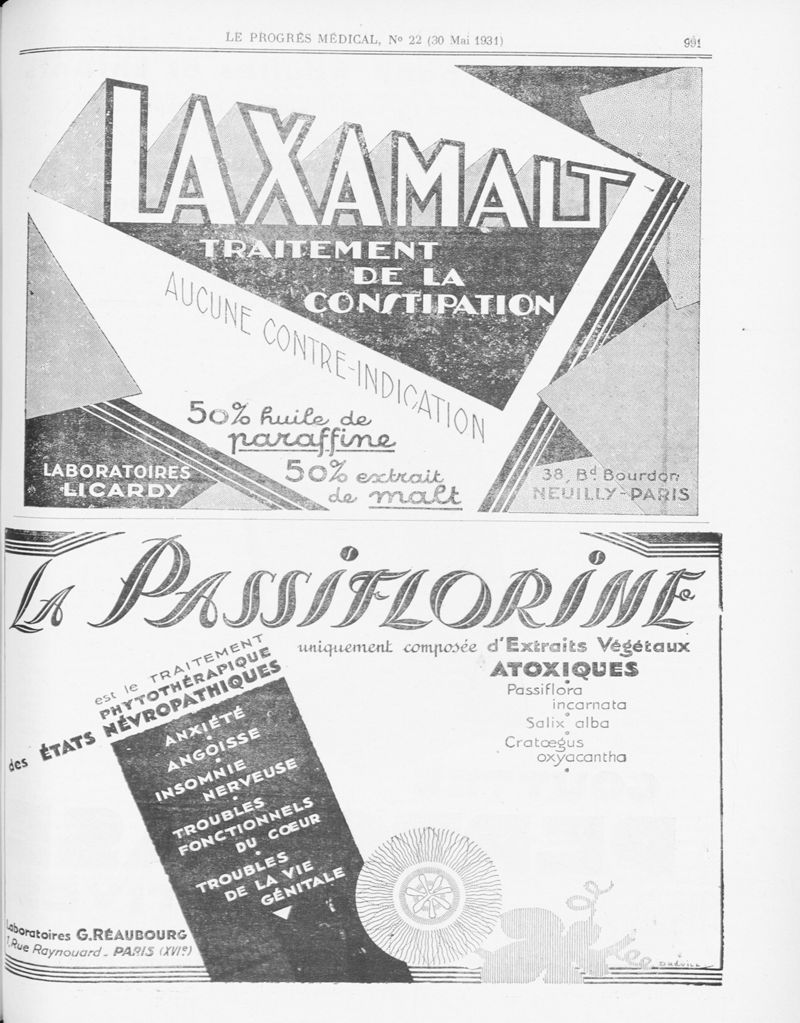 LE PROGRÈS MÉDICAL, No 22 (30 Mai 1931)
991
LAXAMALT
TRAITEMENT
DE LA
CONSTIPATION
AUCUNE CONTRE-INDICATION
50% huile de
paraffine
50% extrait
de malt
LABORATOIRES
LICARDY
38, Bd Bourdon
NEUILLY-PARIS
LA PASSIFLORINE
uniquement composée d'Extraits Végétaux
ATOXIQUES
Passiflora
incarnata
Salix alba
Cratœgus
oxyacantha
est le TRAITEMENT
PHYTOTHÉRAPIQUE
des ÉTATS NÉVROPATHIQUES
ANXIÉTÉ
ANGOISSE
INSOMNIE
NERVEUSE
TROUBLES
FONCTIONNELS
DU CŒUR
TROUBLES
DE LA VIE
GÉNITALE
Laboratoires G. RÉAUBOURG
Rue Raynouard - PARIS (XVIe)